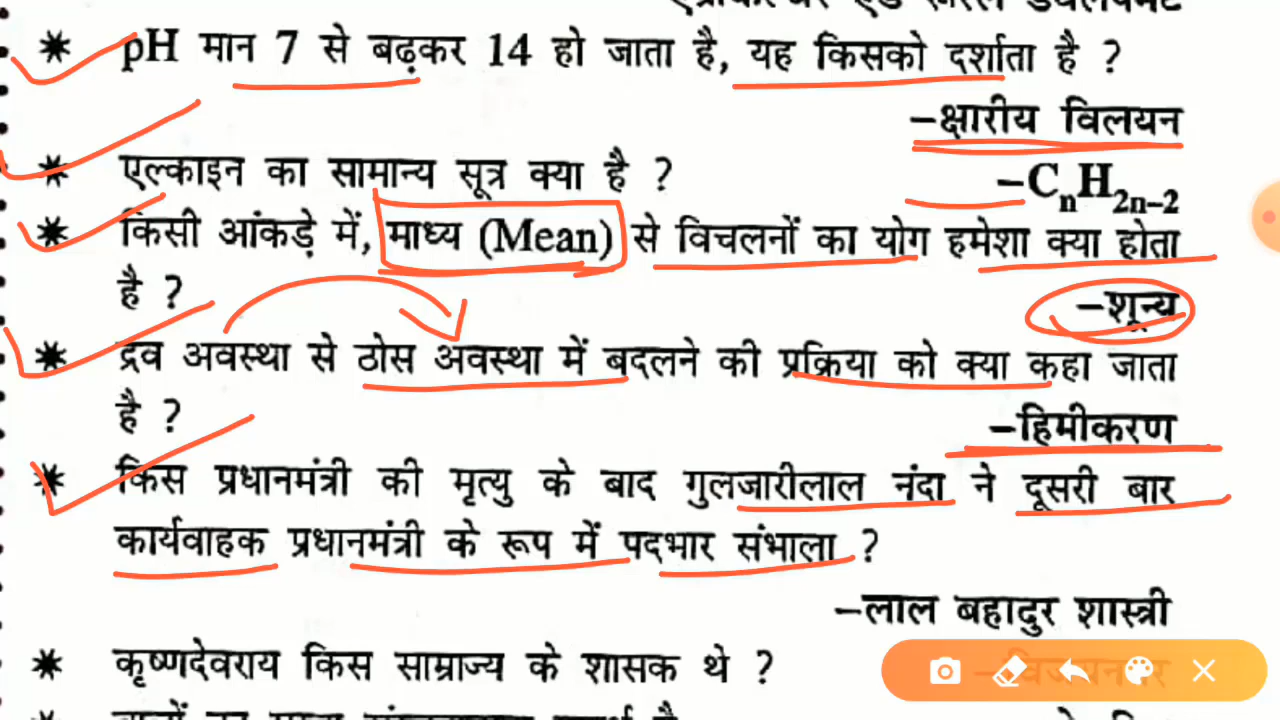 * pH मान 7 से बढ़कर 14 हो जाता है, यह किसको दर्शाता है ?
–क्षारीय विलयन
* एल्काइन का सामान्य सूत्र क्या है ? –CnH2n–2
* किसी आंकड़े में, माध्य (Mean) से विचलनों का योग हमेशा क्या होता
है ? –शून्य
* द्रव अवस्था से ठोस अवस्था में बदलने की प्रक्रिया को क्या कहा जाता
है ? –हिमीकरण
* किस प्रधानमंत्री की मृत्यु के बाद गुलजारीलाल नंदा ने दूसरी बार
कार्यवाहक प्रधानमंत्री के रूप में पदभार संभाला ?
–लाल बहादुर शास्त्री
* कृष्णदेवराय किस साम्राज्य के शासक थे ? –विजयनगर